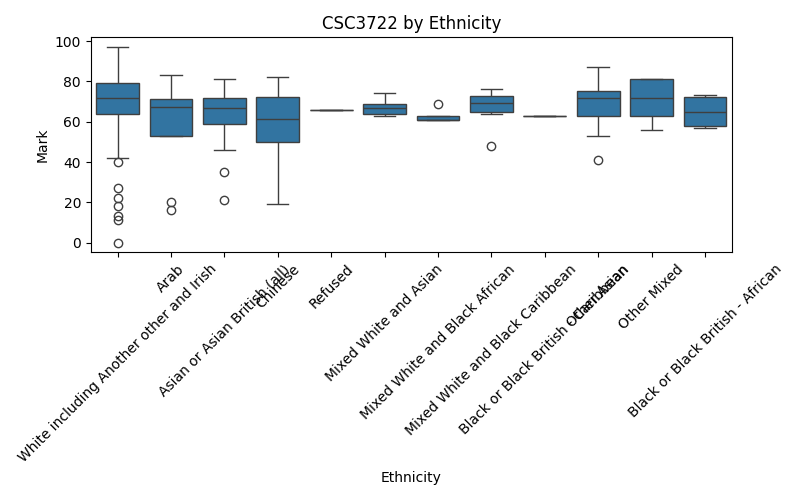 CSC3722 by Ethnicity
Mark
100
80
60
40
20
0
White including Another other and Irish
Arab
Asian or Asian British (all)
Chinese
Refused
Mixed White and Asian
Mixed White and Black African
Mixed White and Black Caribbean
Black or Black British - Caribbean
Other Asian
Other Mixed
Black or Black British - African
Ethnicity